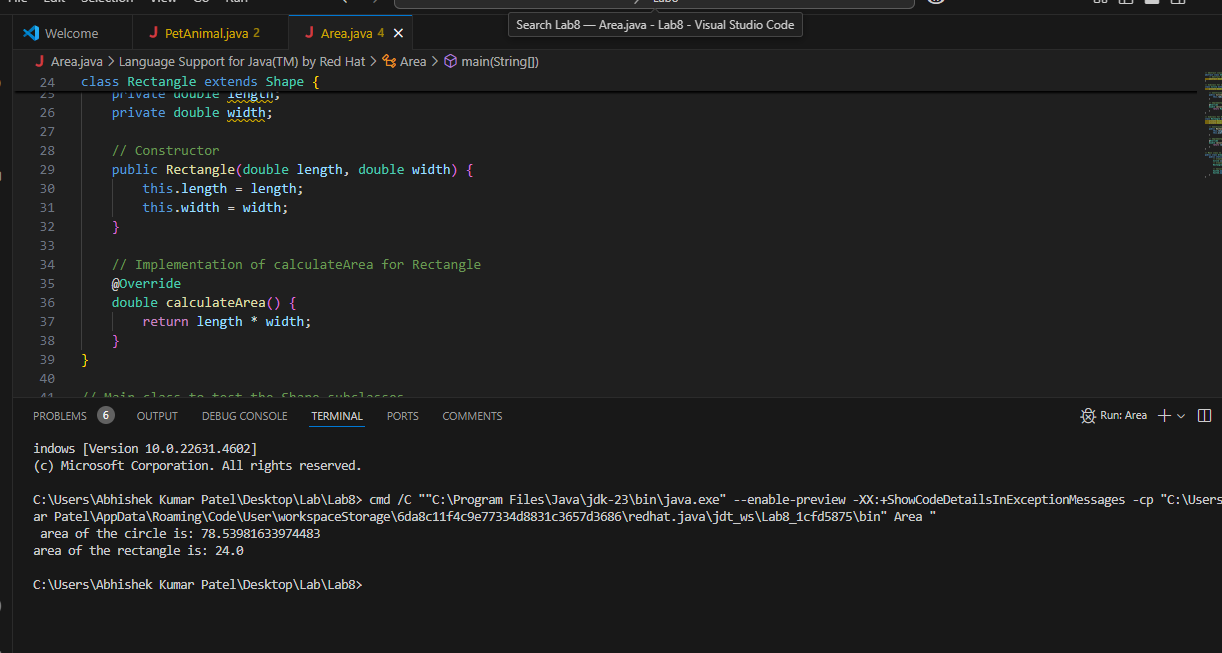 File Edit Selection View Go Run
Search Lab8 — Area.java - Lab8 - Visual Studio Code
Welcome PetAnimal.java 2 Area.java 4
Area.java > Language Support for Java(TM) by Red Hat > Area > main(String[])
24 class Rectangle extends Shape {
25 private double length;
26 private double width;
27
28 // Constructor
29 public Rectangle(double length, double width) {
30 this.length = length;
31 this.width = width;
32 }
33
34 // Implementation of calculateArea for Rectangle
35 @Override
36 double calculateArea() {
37 return length * width;
38 }
39 }
40
41 // Main class to test the Shape subclasses
PROBLEMS 6 OUTPUT DEBUG CONSOLE TERMINAL PORTS COMMENTS Run: Area
indows [Version 10.0.22631.4602]
(c) Microsoft Corporation. All rights reserved.
C:\Users\Abhishek Kumar Patel\Desktop\Lab\Lab8> cmd /C ""C:\Program Files\Java\jdk-23\bin\java.exe" --enable-preview -XX:+ShowCodeDetailsInExceptionMessages -cp "C:\Users
ar Patel\AppData\Roaming\Code\User\workspaceStorage\6da8c11f4c9e77334d8831c3657d3686\redhat.java\jdt_ws\Lab8_1cfd5875\bin" Area "
area of the circle is: 78.53981633974483
area of the rectangle is: 24.0
C:\Users\Abhishek Kumar Patel\Desktop\Lab\Lab8>